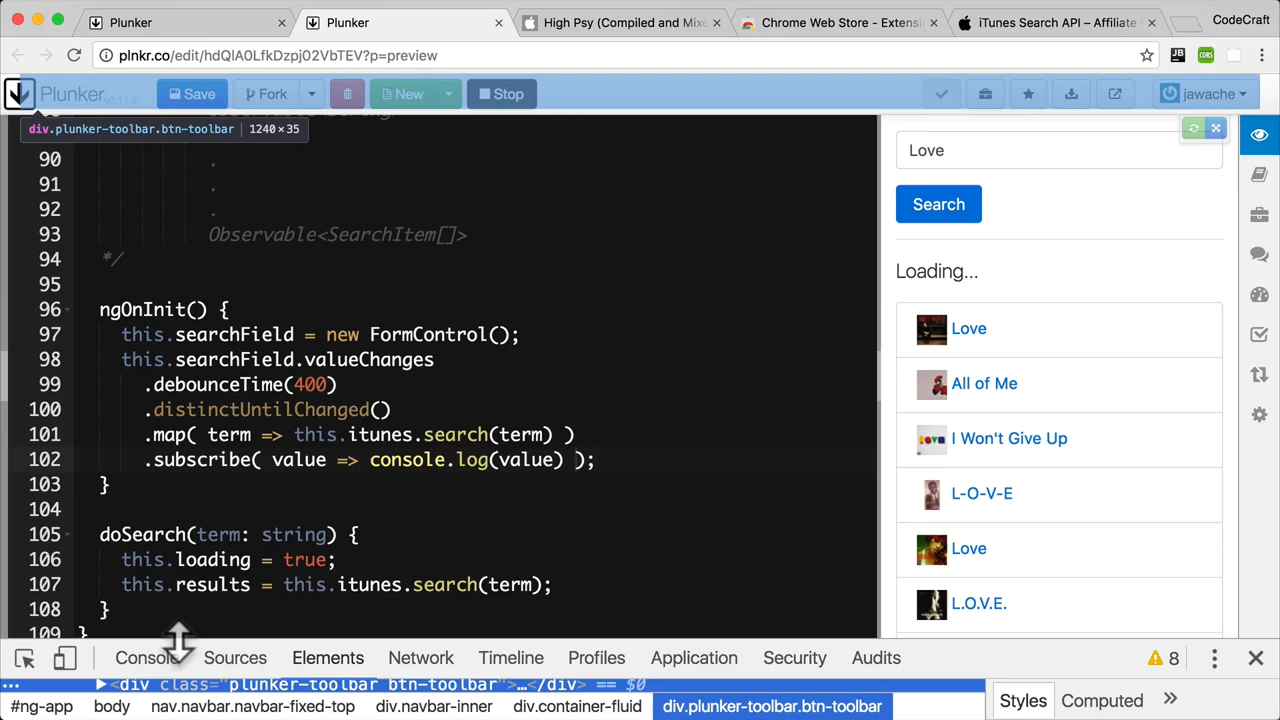 Plunker
Plunker
High Psy (Compiled and Mixe
Chrome Web Store - Extensi
iTunes Search API – Affiliate
CodeCraft
plnkr.co/edit/hdQlA0LfkDzpj02VbTEV?p=preview
Plunker
Save
Fork
New
Stop
jawache
div.plunker-toolbar.btn-toolbar | 1240×35
90 .
91 .
92 .
93 Observable<SearchItem[]>
94 */
95
96 ngOnInit() {
97 this.searchField = new FormControl();
98 this.searchField.valueChanges
99 .debounceTime(400)
100 .distinctUntilChanged()
101 .map( term => this.itunes.search(term) )
102 .subscribe( value => console.log(value) );
103 }
104
105 doSearch(term: string) {
106 this.loading = true;
107 this.results = this.itunes.search(term);
108 }
109 }
Love
Search
Loading...
Love
All of Me
I Won't Give Up
L-O-V-E
Love
L.O.V.E.
Console Sources Elements Network Timeline Profiles Application Security Audits 8
<div class="plunker-toolbar btn-toolbar">…</div> == $0
#ng-app body nav.navbar.navbar-fixed-top div.navbar-inner div.container-fluid div.plunker-toolbar.btn-toolbar
Styles Computed